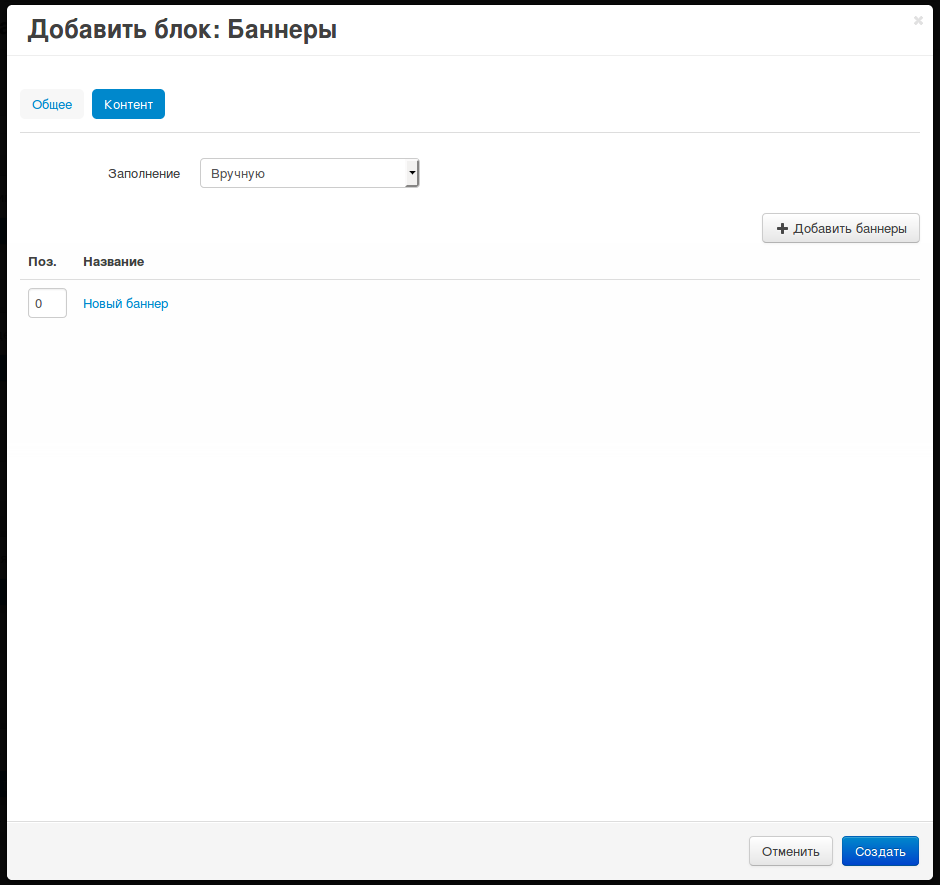 Добавить блок: Баннеры
Общее Контент
Заполнение Вручную
Добавить баннеры
Поз. Название
0 Новый баннер
Отменить Создать